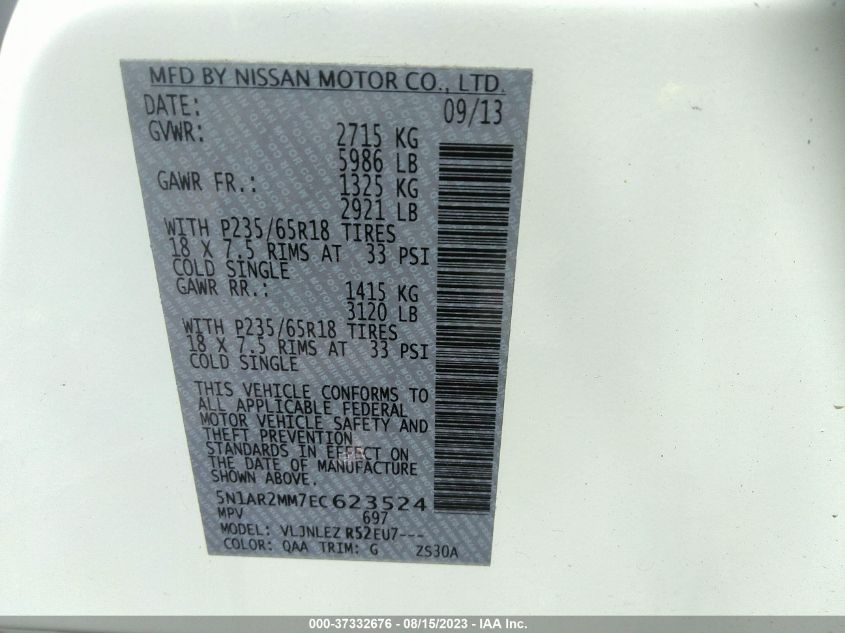 MFD BY NISSAN MOTOR CO., LTD.
DATE: 09/13
GVWR: 2715 KG
5986 LB
GAWR FR.: 1325 KG
2921 LB
WITH P235/65R18 TIRES
18 X 7.5 RIMS AT 33 PSI
COLD SINGLE
GAWR RR.: 1415 KG
3120 LB
WITH P235/65R18 TIRES
18 X 7.5 RIMS AT 33 PSI
COLD SINGLE
THIS VEHICLE CONFORMS TO
ALL APPLICABLE FEDERAL
MOTOR VEHICLE SAFETY AND
THEFT PREVENTION
STANDARDS IN EFFECT ON
THE DATE OF MANUFACTURE
SHOWN ABOVE.
5N1AR2MM7EC623524
MPV 697
MODEL: VLJNLEZ R52EU7---
COLOR: QAA TRIM: G ZS30A
000-37332676 - 08/15/2023 - IAA Inc.